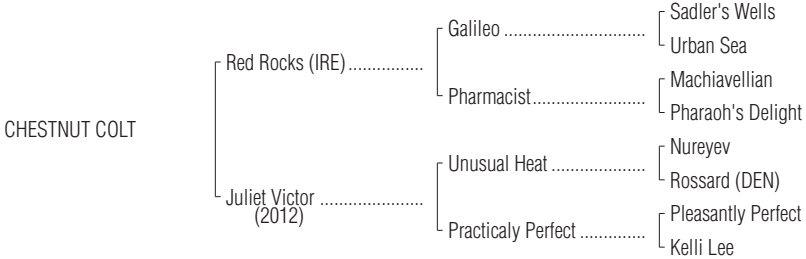 Sadler's Wells
Galileo ..............................
Urban Sea
Red Rocks (IRE) ................
Machiavellian
Pharmacist........................
Pharaoh's Delight
CHESTNUT COLT
Nureyev
Unusual Heat ....................
Rossard (DEN)
Juliet Victor ......................
(2012)
Pleasantly Perfect
Practicaly Perfect ..............
Kelli Lee